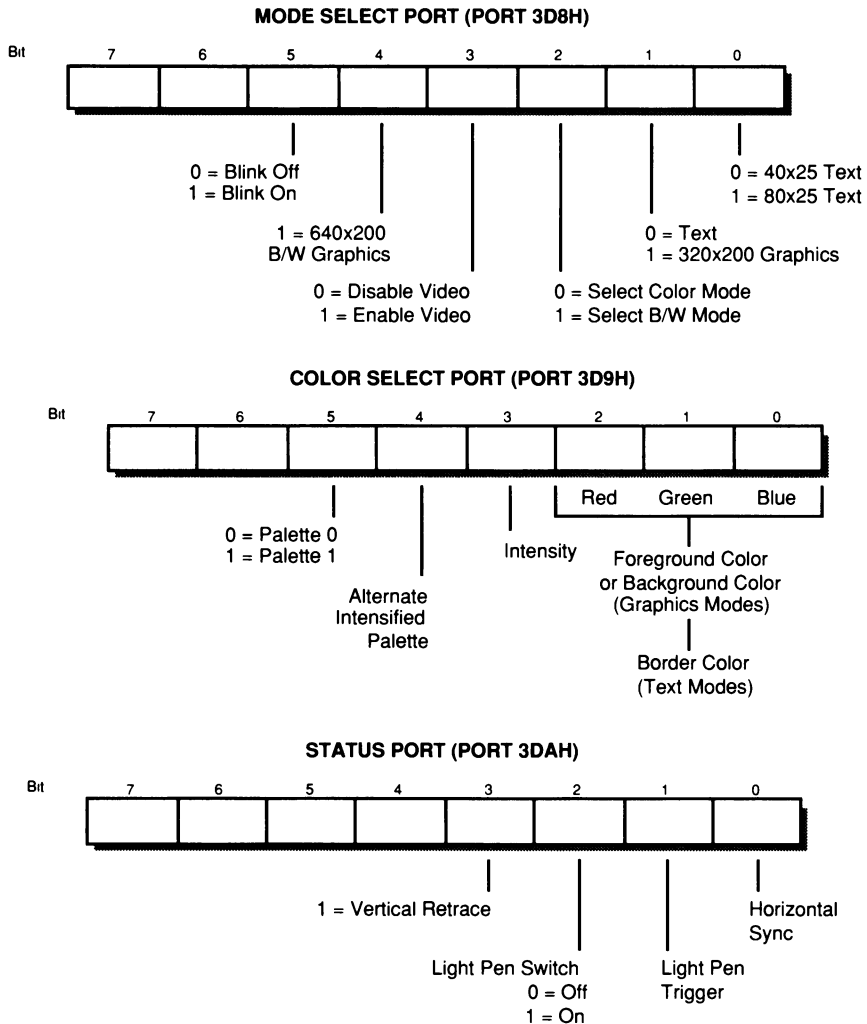 MODE SELECT PORT (PORT 3D8H)
Bit 7 6 5 4 3 2 1 0
0 = Blink Off
1 = Blink On
0 = 40x25 Text
1 = 80x25 Text
1 = 640x200
B/W Graphics
0 = Text
1 = 320x200 Graphics
0 = Disable Video
1 = Enable Video
0 = Select Color Mode
1 = Select B/W Mode
COLOR SELECT PORT (PORT 3D9H)
Bit 7 6 5 4 3 2 1 0
Red Green Blue
0 = Palette 0
1 = Palette 1
Intensity
Foreground Color
or Background Color
(Graphics Modes)
Alternate
Intensified
Palette
Border Color
(Text Modes)
STATUS PORT (PORT 3DAH)
Bit 7 6 5 4 3 2 1 0
1 = Vertical Retrace
Horizontal
Sync
Light Pen Switch
0 = Off
1 = On
Light Pen
Trigger